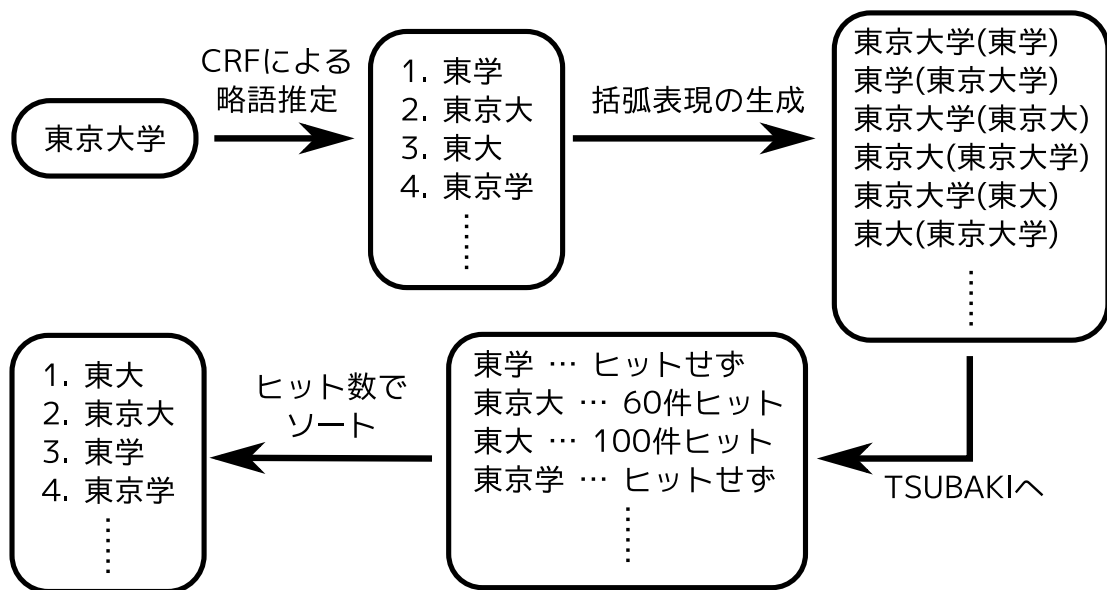 東京大学
CRFによる
略語推定
1. 東学
2. 東京大
3. 東大
4. 東京学
⋮
括弧表現の生成
東京大学(東学)
東学(東京大学)
東京大学(東京大)
東京大(東京大学)
東京大学(東大)
東大(東京大学)
⋮
TSUBAKIへ
東学 … ヒットせず
東京大 … 60件ヒット
東大 … 100件ヒット
東京学 … ヒットせず
⋮
ヒット数で
ソート
1. 東大
2. 東京大
3. 東学
4. 東京学
⋮